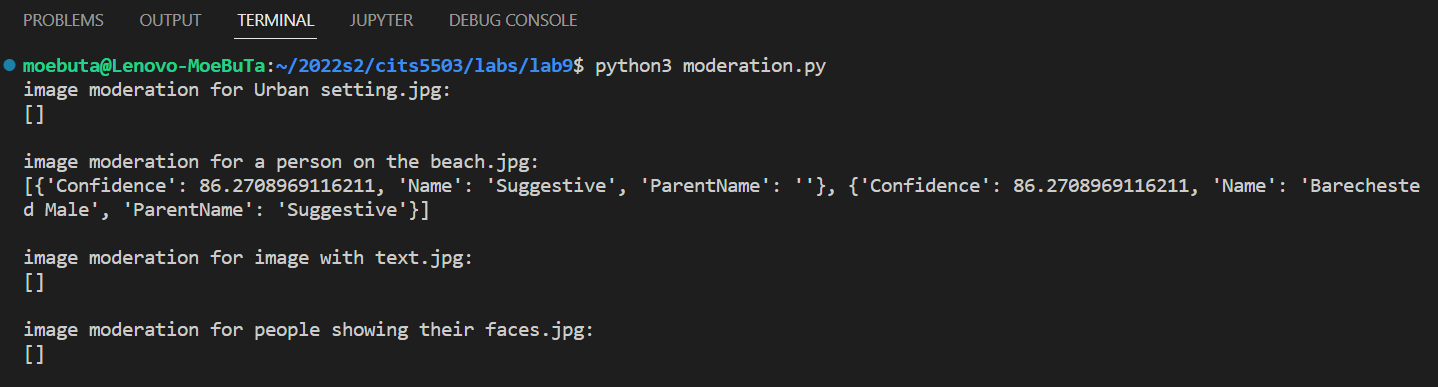 PROBLEMS OUTPUT TERMINAL JUPYTER DEBUG CONSOLE
moebuta@Lenovo-MoeBuTa:~/2022s2/cits5503/labs/lab9$ python3 moderation.py
image moderation for Urban setting.jpg:
[]
image moderation for a person on the beach.jpg:
[{'Confidence': 86.2708969116211, 'Name': 'Suggestive', 'ParentName': ''}, {'Confidence': 86.2708969116211, 'Name': 'Bareches­te
d Male', 'ParentName': 'Suggestive'}]
image moderation for image with text.jpg:
[]
image moderation for people showing their faces.jpg:
[]